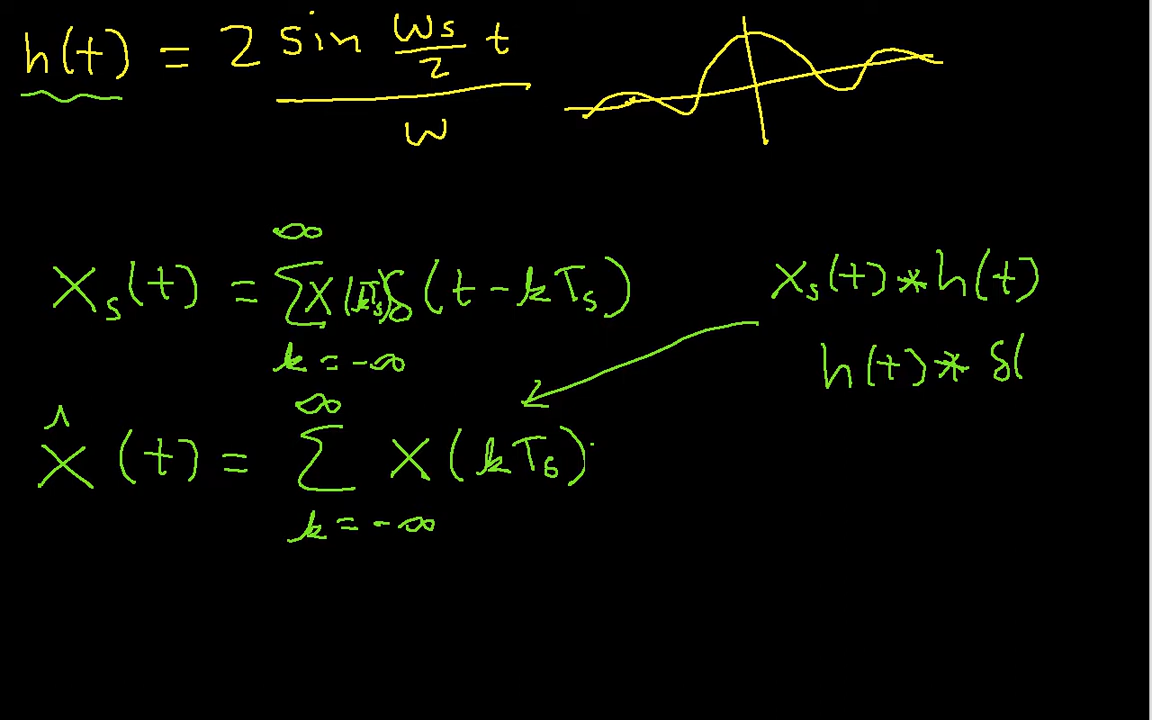 h(t) = 2 sin ωs/2 t / ω
Xs(t) = ∑ k=-∞ ∞ X(kTs)δ(t-kTs)
xs(t)*h(t)
h(t)* δ(
X̂(t) = ∑ k=-∞ ∞ X(kTs)